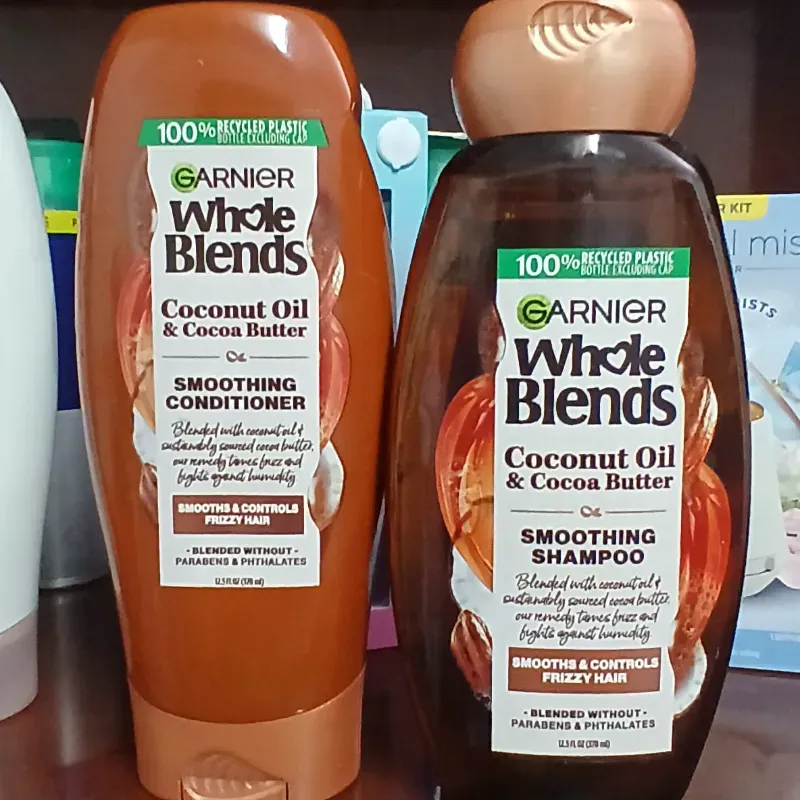 100% RECYCLED PLASTIC
BOTTLE EXCLUDING CAP
GARNIER
Whole
Blends
Coconut Oil
& Cocoa Butter
SMOOTHING
CONDITIONER
Blended with coconut oil &
sustainably sourced cocoa butter,
our remedy tames frizz and
fights against humidity
SMOOTHS & CONTROLS
FRIZZY HAIR
- BLENDED WITHOUT -
PARABENS & PHTHALATES
12.5 FL OZ (370 ml)
100% RECYCLED PLASTIC
BOTTLE EXCLUDING CAP
GARNIER
Whole
Blends
Coconut Oil
& Cocoa Butter
SMOOTHING
SHAMPOO
Blended with coconut oil &
sustainably sourced cocoa butter,
our remedy tames frizz and
fights against humidity
SMOOTHS & CONTROLS
FRIZZY HAIR
- BLENDED WITHOUT -
PARABENS & PHTHALATES
12.5 FL OZ (370 ml)
R KIT
l mis
ISTS